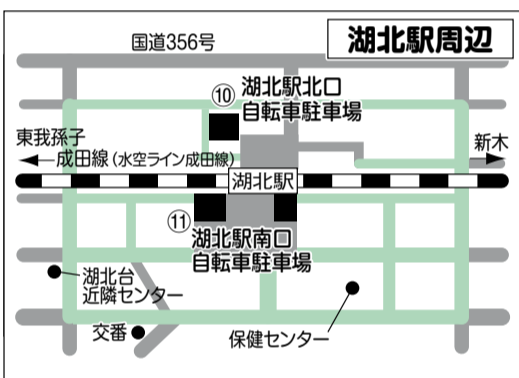 湖北駅周辺
国道356号
⑩
湖北駅北口
自転車駐車場
東我孫子
成田線(水空ライン成田線)
新木
湖北駅
⑪
湖北駅南口
自転車駐車場
湖北台
近隣センター
交番
保健センター